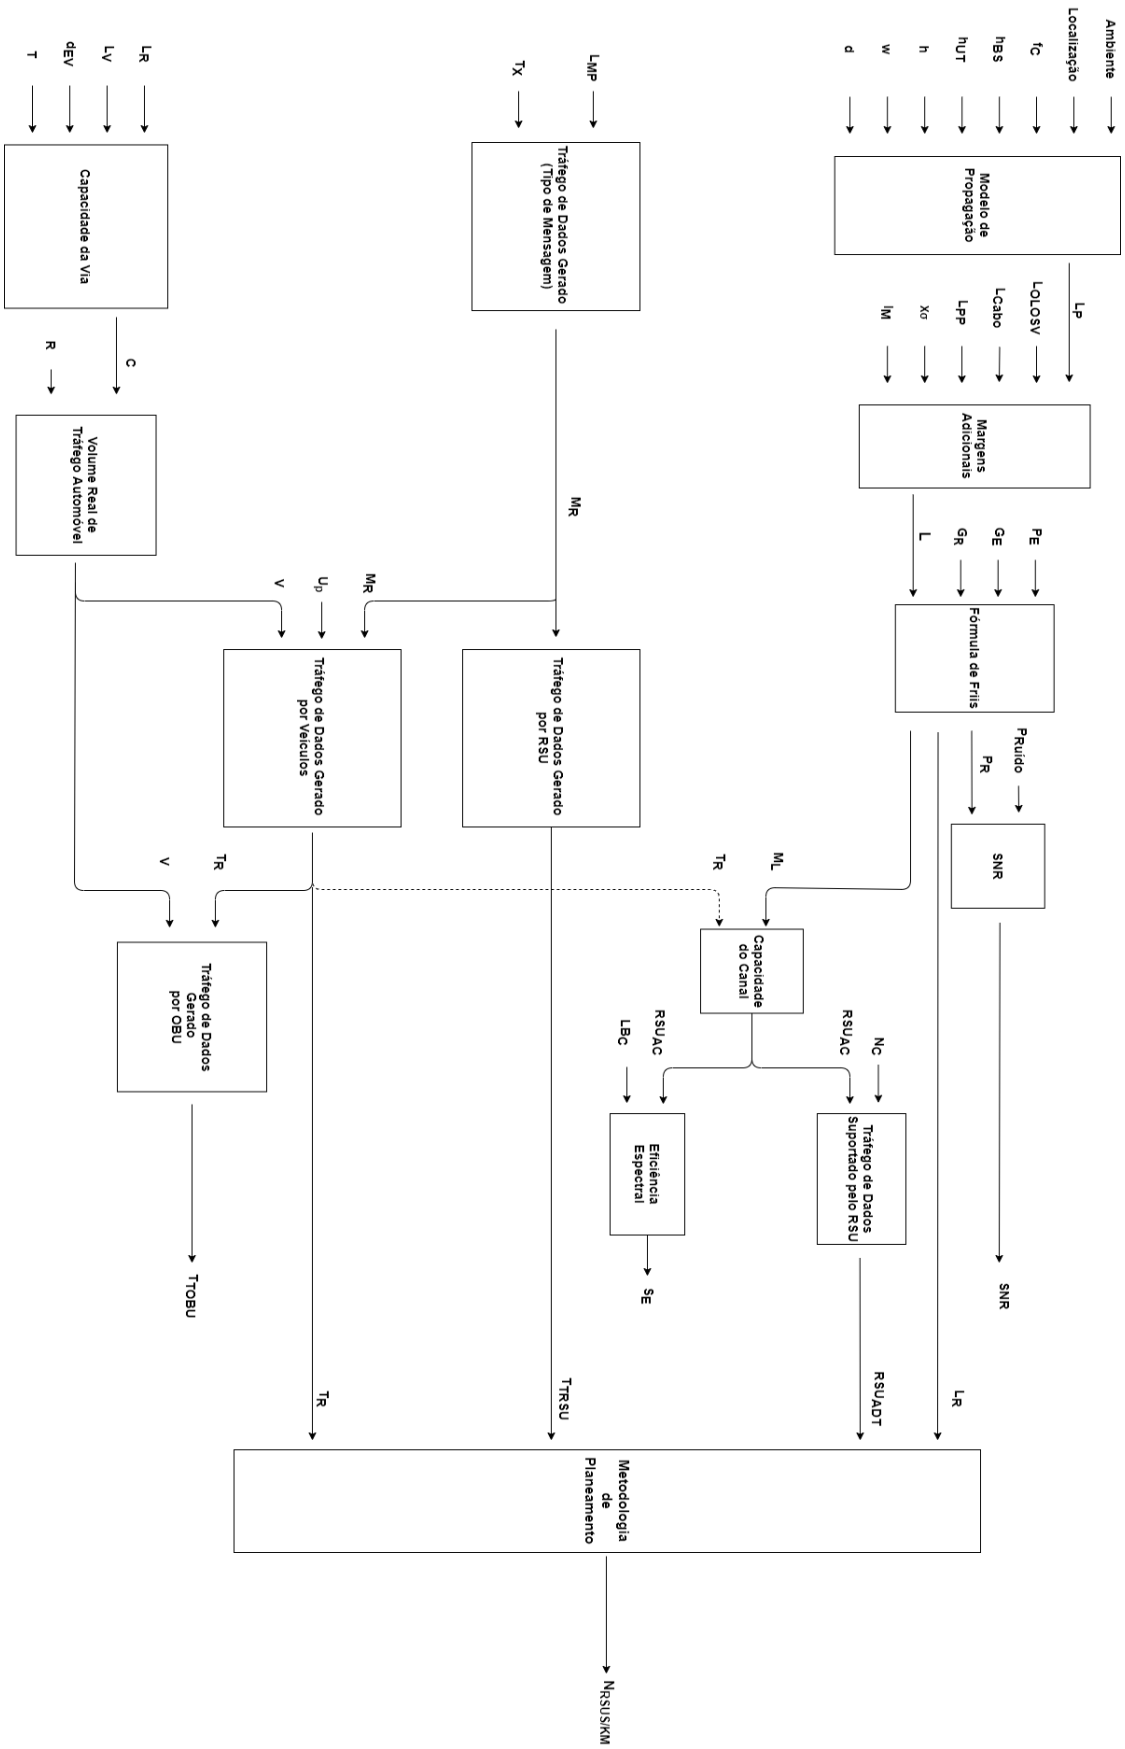 Ambiente
Localização
fC
hBS
hUT
h
w
d
Modelo de
Propagação
LP
LOLOSV
LCabo
LPP
Xσ
IM
Margens
Adicionais
L
PE
GE
GR
Fórmula de Friis
PRuído
PR
SNR
SNR
LR
ML
TR
Capacidade
do Canal
NC
RSUAC
RSUAC
LBC
Tráfego de Dados
Suportado pelo RSU
Eficiência
Espectral
SE
RSUADT
LMP
TX
Tráfego de Dados Gerado
(Tipo de Mensagem)
MR
MR
Up
V
Tráfego de Dados Gerado
por RSU
TTRSU
Tráfego de Dados Gerado
por Veículos
TR
LR
LV
dEV
T
Capacidade da Via
C
R
Volume Real de
Tráfego Automóvel
TR
V
Tráfego de Dados
Gerado
por OBU
TTOBU
Metodologia
de
Planeamento
NRSUS/KM